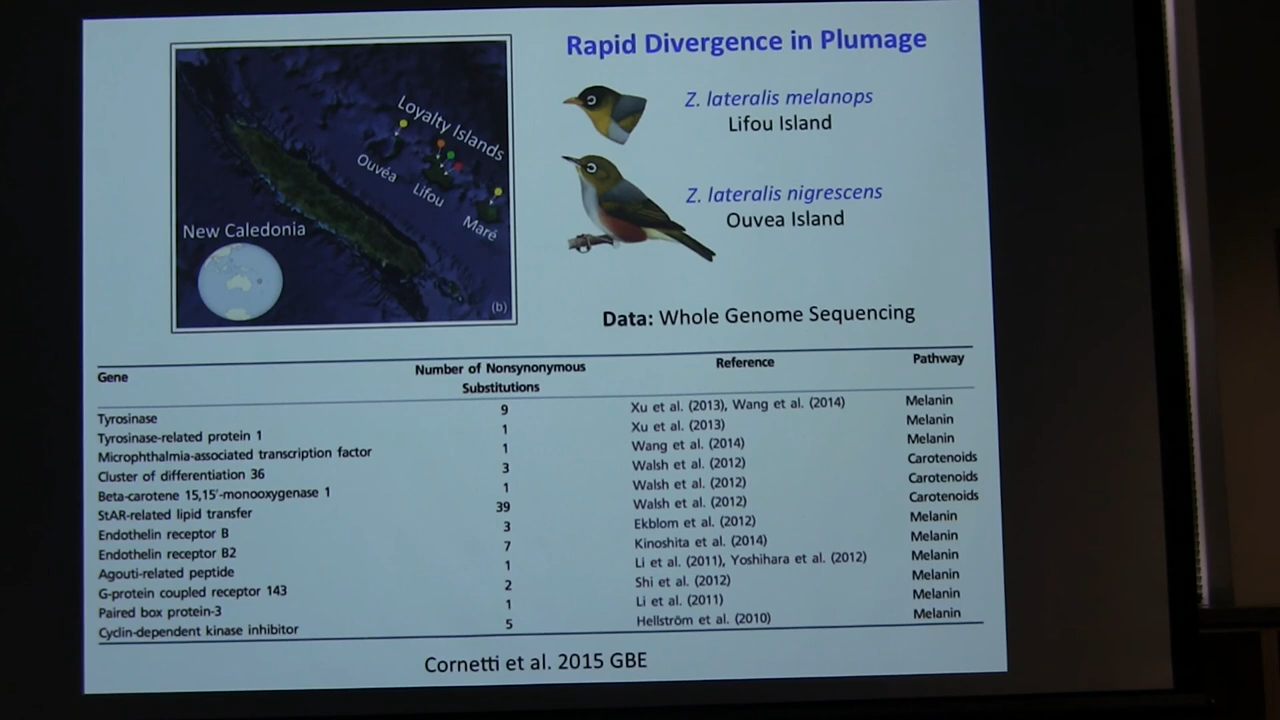 Rapid Divergence in Plumage
Loyalty Islands
Ouvéa
Lifou
Maré
New Caledonia
(b)
Z. lateralis melanops
Lifou Island
Z. lateralis nigrescens
Ouvea Island
Data: Whole Genome Sequencing
Gene Number of Nonsynonymous Substitutions Reference Pathway
Tyrosinase 9 Xu et al. (2013), Wang et al. (2014) Melanin
Tyrosinase-related protein 1 1 Xu et al. (2013) Melanin
Microphthalmia-associated transcription factor 1 Wang et al. (2014) Melanin
Cluster of differentiation 36 3 Walsh et al. (2012) Carotenoids
Beta-carotene 15,15′-monooxygenase 1 1 Walsh et al. (2012) Carotenoids
StAR-related lipid transfer 39 Walsh et al. (2012) Carotenoids
Endothelin receptor B 3 Ekblom et al. (2012) Melanin
Endothelin receptor B2 7 Kinoshita et al. (2014) Melanin
Agouti-related peptide 1 Li et al. (2011), Yoshihara et al. (2012) Melanin
G-protein coupled receptor 143 2 Shi et al. (2012) Melanin
Paired box protein-3 1 Li et al. (2011) Melanin
Cyclin-dependent kinase inhibitor 5 Hellström et al. (2010) Melanin
Cornetti et al. 2015 GBE